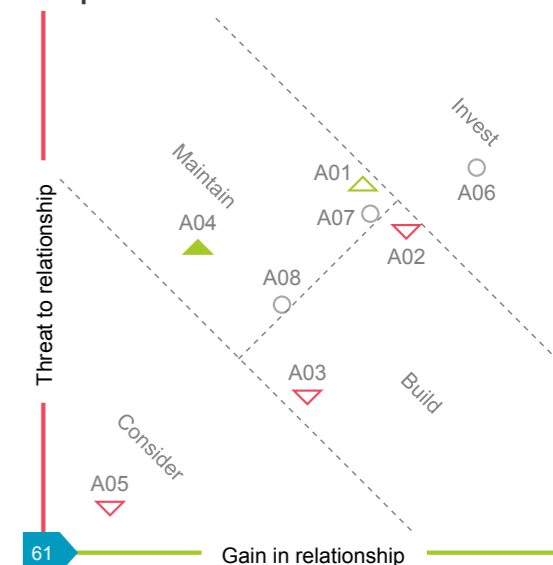 Invest
Maintain
A01
A06
A07
A04
A02
A08
Threat to relationship
A03
Build
Consider
A05
61
Gain in relationship